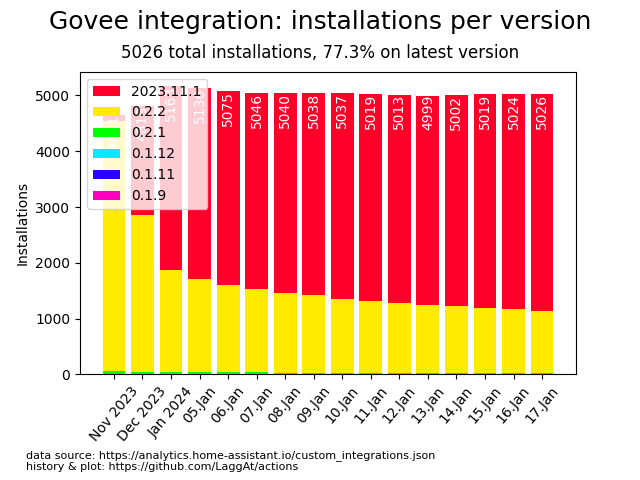 Govee integration: installations per version
5026 total installations, 77.3% on latest version
Installations
5000
4000
3000
2000
1000
0
2023.11.1
0.2.2
0.2.1
0.1.12
0.1.11
0.1.9
5075
5046
5040
5038
5037
5019
5013
4999
5002
5019
5024
5026
Nov 2023
Dec 2023
Jan 2024
05.Jan
06.Jan
07.Jan
08.Jan
09.Jan
10.Jan
11.Jan
12.Jan
13.Jan
14.Jan
15.Jan
16.Jan
17.Jan
data source: https://analytics.home-assistant.io/custom_integrations.json
history & plot: https://github.com/LaggAt/actions